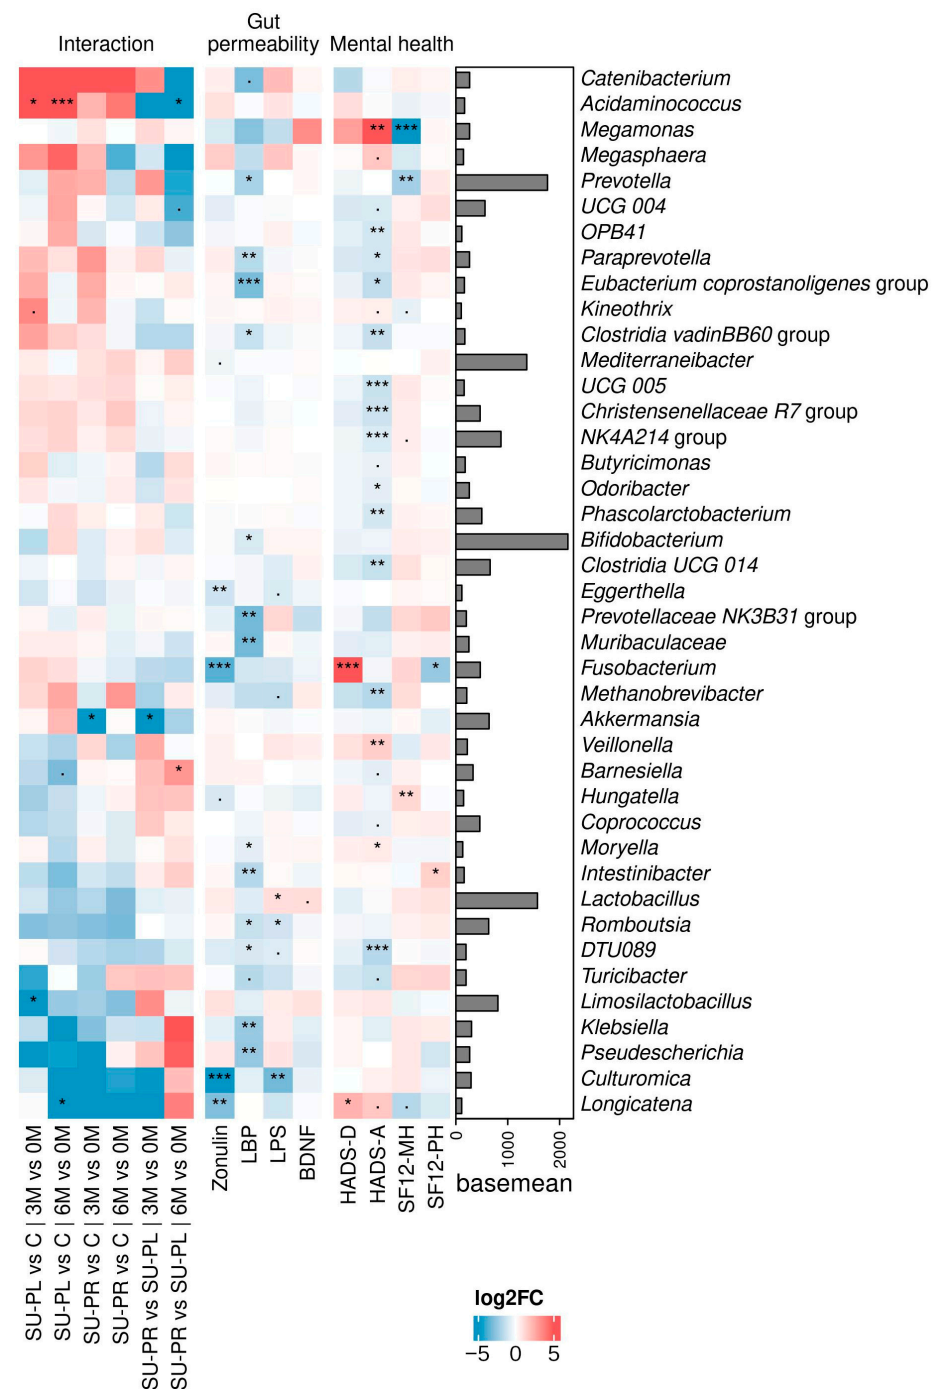 Interaction
Gut
permeability
Mental health
Catenibacterium
.
Acidaminococcus
* *** *
Megamonas
** ***
Megasphaera
.
Prevotella
* **
UCG 004
. .
OPB41
**
Paraprevotella
** *
Eubacterium coprostanoligenes group
*** *
Kineothrix
. . .
Clostridia vadinBB60 group
* **
Mediterraneibacter
.
UCG 005
***
Christensenellaceae R7 group
***
NK4A214 group
*** .
Butyricimonas
.
Odoribacter
*
Phascolarctobacterium
**
Bifidobacterium
*
Clostridia UCG 014
**
Eggerthella
** .
Prevotellaceae NK3B31 group
**
Muribaculaceae
**
Fusobacterium
*** *** *
Methanobrevibacter
. **
Akkermansia
* *
Veillonella
**
Barnesiella
. * .
Hungatella
. **
Coprococcus
.
Moryella
* *
Intestinibacter
** *
Lactobacillus
* .
Romboutsia
* *
DTU089
* . ***
Turicibacter
. .
Limosilactobacillus
*
Klebsiella
**
Pseudescherichia
**
Culturomica
*** **
Longicatena
* ** * . .
SU-PL vs C | 3M vs 0M
SU-PL vs C | 6M vs 0M
SU-PR vs C | 3M vs 0M
SU-PR vs C | 6M vs 0M
SU-PR vs SU-PL | 3M vs 0M
SU-PR vs SU-PL | 6M vs 0M
Zonulin
LBP
LPS
BDNF
HADS-D
HADS-A
SF12-MH
SF12-PH
0
1000
2000
basemean
log2FC
−5 0 5